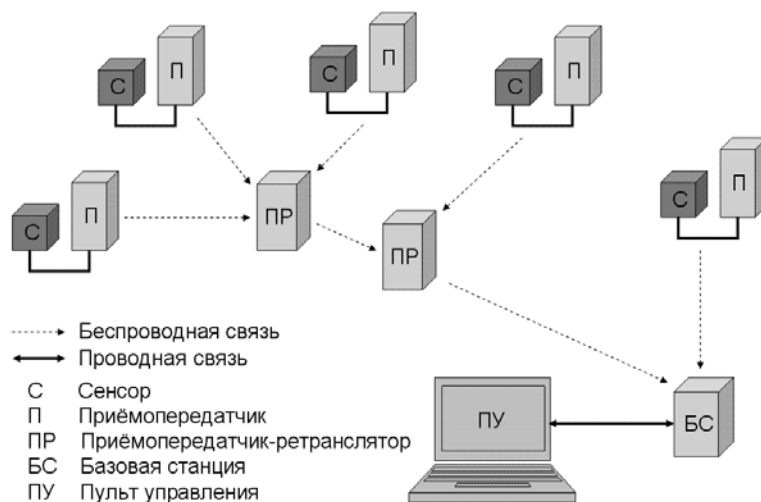 С П
С П
С П
С П
С П
ПР
ПР
Беспроводная связь
Проводная связь
С Сенсор
П Приёмопередатчик
ПР Приёмопередатчик-ретранслятор
БС Базовая станция
ПУ Пульт управления
ПУ
БС